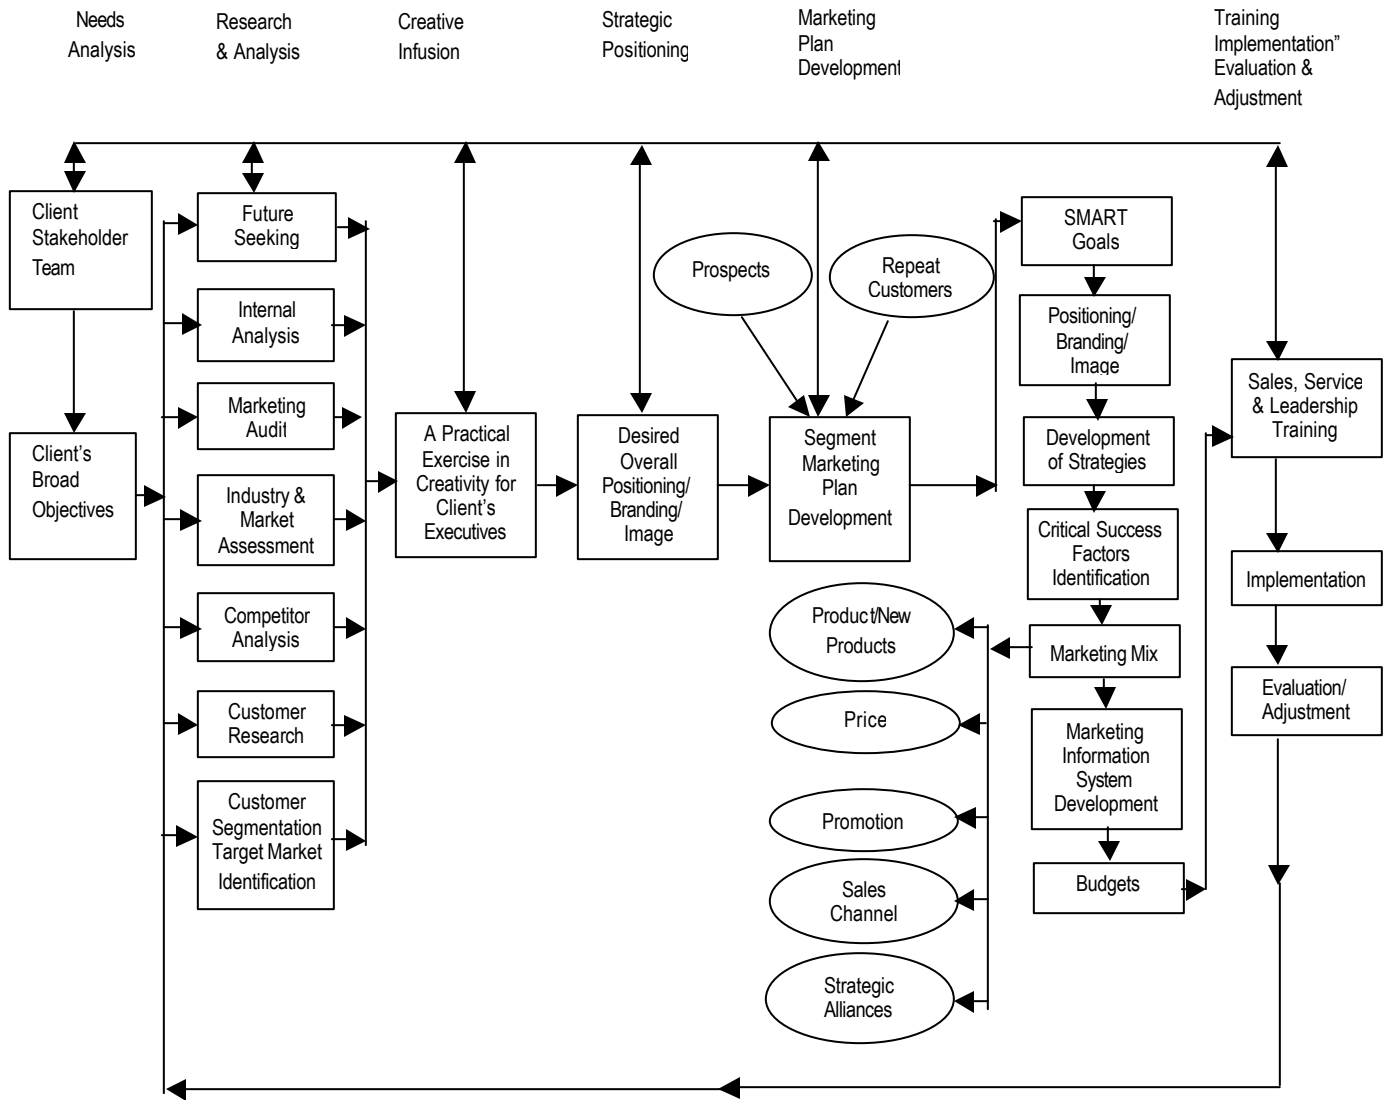 Needs
Analysis
Research
& Analysis
Creative
Infusion
Strategic
Positioning
Marketing
Plan
Development
Training
Implementation”
Evaluation &
Adjustment
Client
Stakeholder
Team
Client’s
Broad
Objectives
Future
Seeking
Internal
Analysis
Marketing
Audit
Industry &
Market
Assessment
Competitor
Analysis
Customer
Research
Customer
Segmentation
Target Market
Identification
A Practical
Exercise in
Creativity for
Client’s
Executives
Desired
Overall
Positioning/
Branding/
Image
Prospects
Repeat
Customers
Segment
Marketing
Plan
Development
Product/New
Products
Price
Promotion
Sales
Channel
Strategic
Alliances
SMART
Goals
Positioning/
Branding/
Image
Development
of Strategies
Critical Success
Factors
Identification
Marketing Mix
Marketing
Information
System
Development
Budgets
Sales, Service
& Leadership
Training
Implementation
Evaluation/
Adjustment